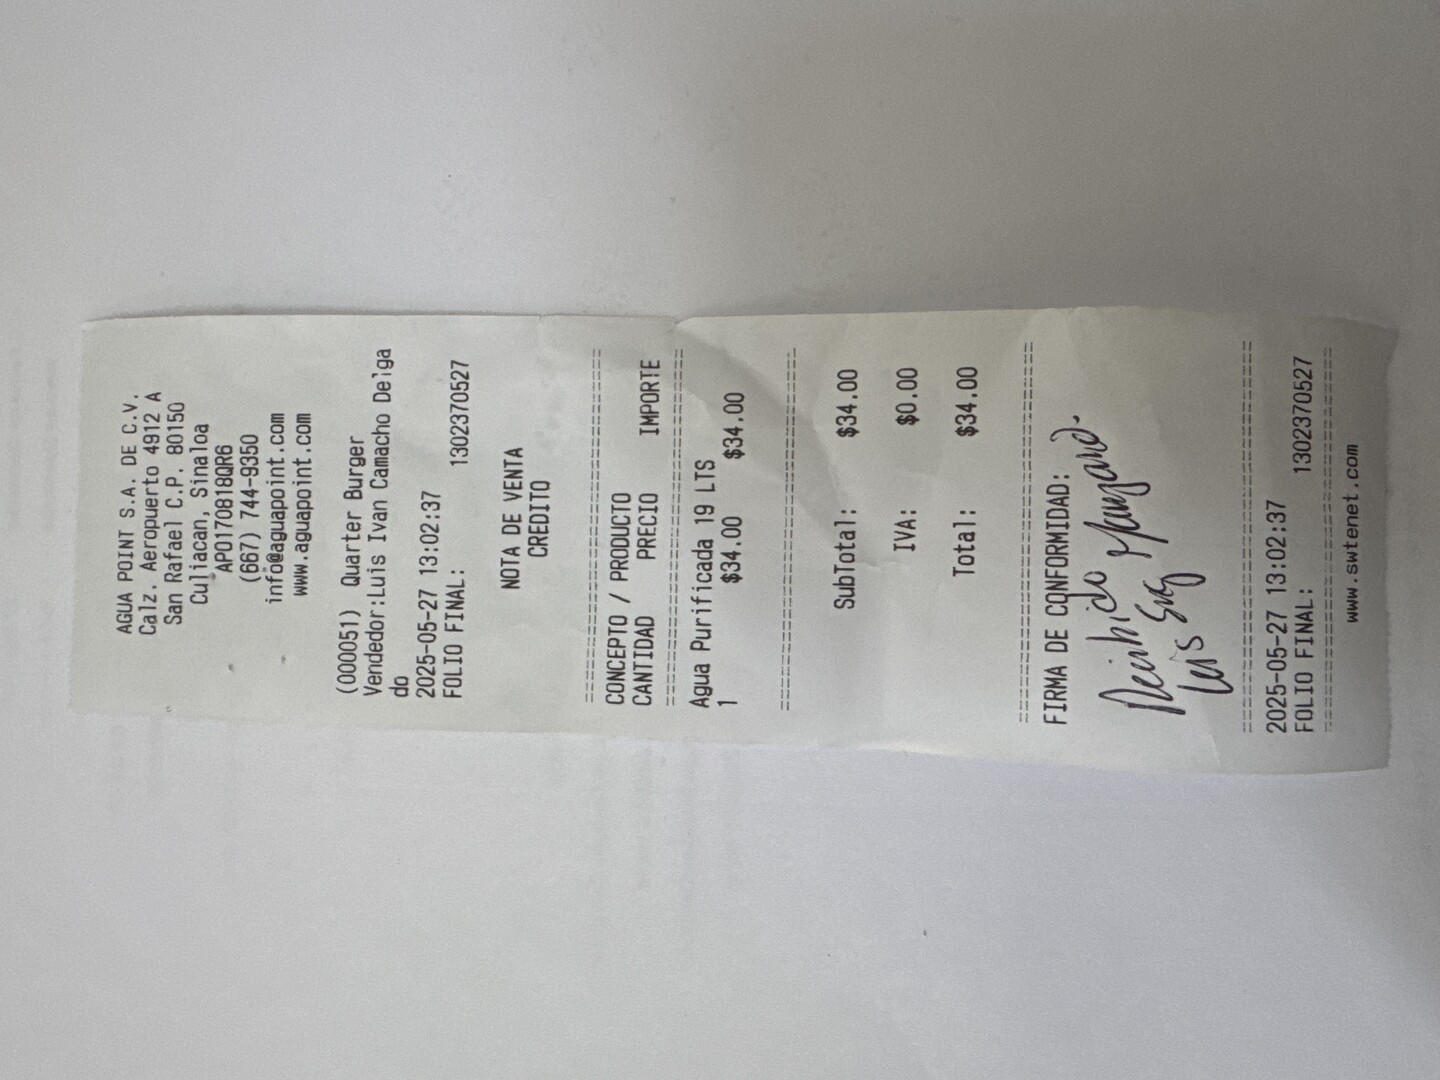 AGUA POINT S.A. DE C.V.
Calz. Aeropuerto 4912 A
San Rafael C.P. 80150
Culiacan, Sinaloa
APO170818QR6
(667) 744-9350
info@aguapoint.com
www.aguapoint.com
(000051) Quarter Burger
Vendedor:Luis Ivan Camacho Delga
do
2025-05-27 13:02:37
FOLIO FINAL: 1302370527
NOTA DE VENTA
CREDITO
================================
CONCEPTO / PRODUCTO
CANTIDAD PRECIO IMPORTE
================================
Agua Purificada 19 LTS
1 $34.00 $34.00
================================
SubTotal: $34.00
IVA: $0.00
Total: $34.00
================================
FIRMA DE CONFORMIDAD:
Recibido Manzano.
Luis
================================
2025-05-27 13:02:37
FOLIO FINAL: 1302370527
================================
www.swtenet.com